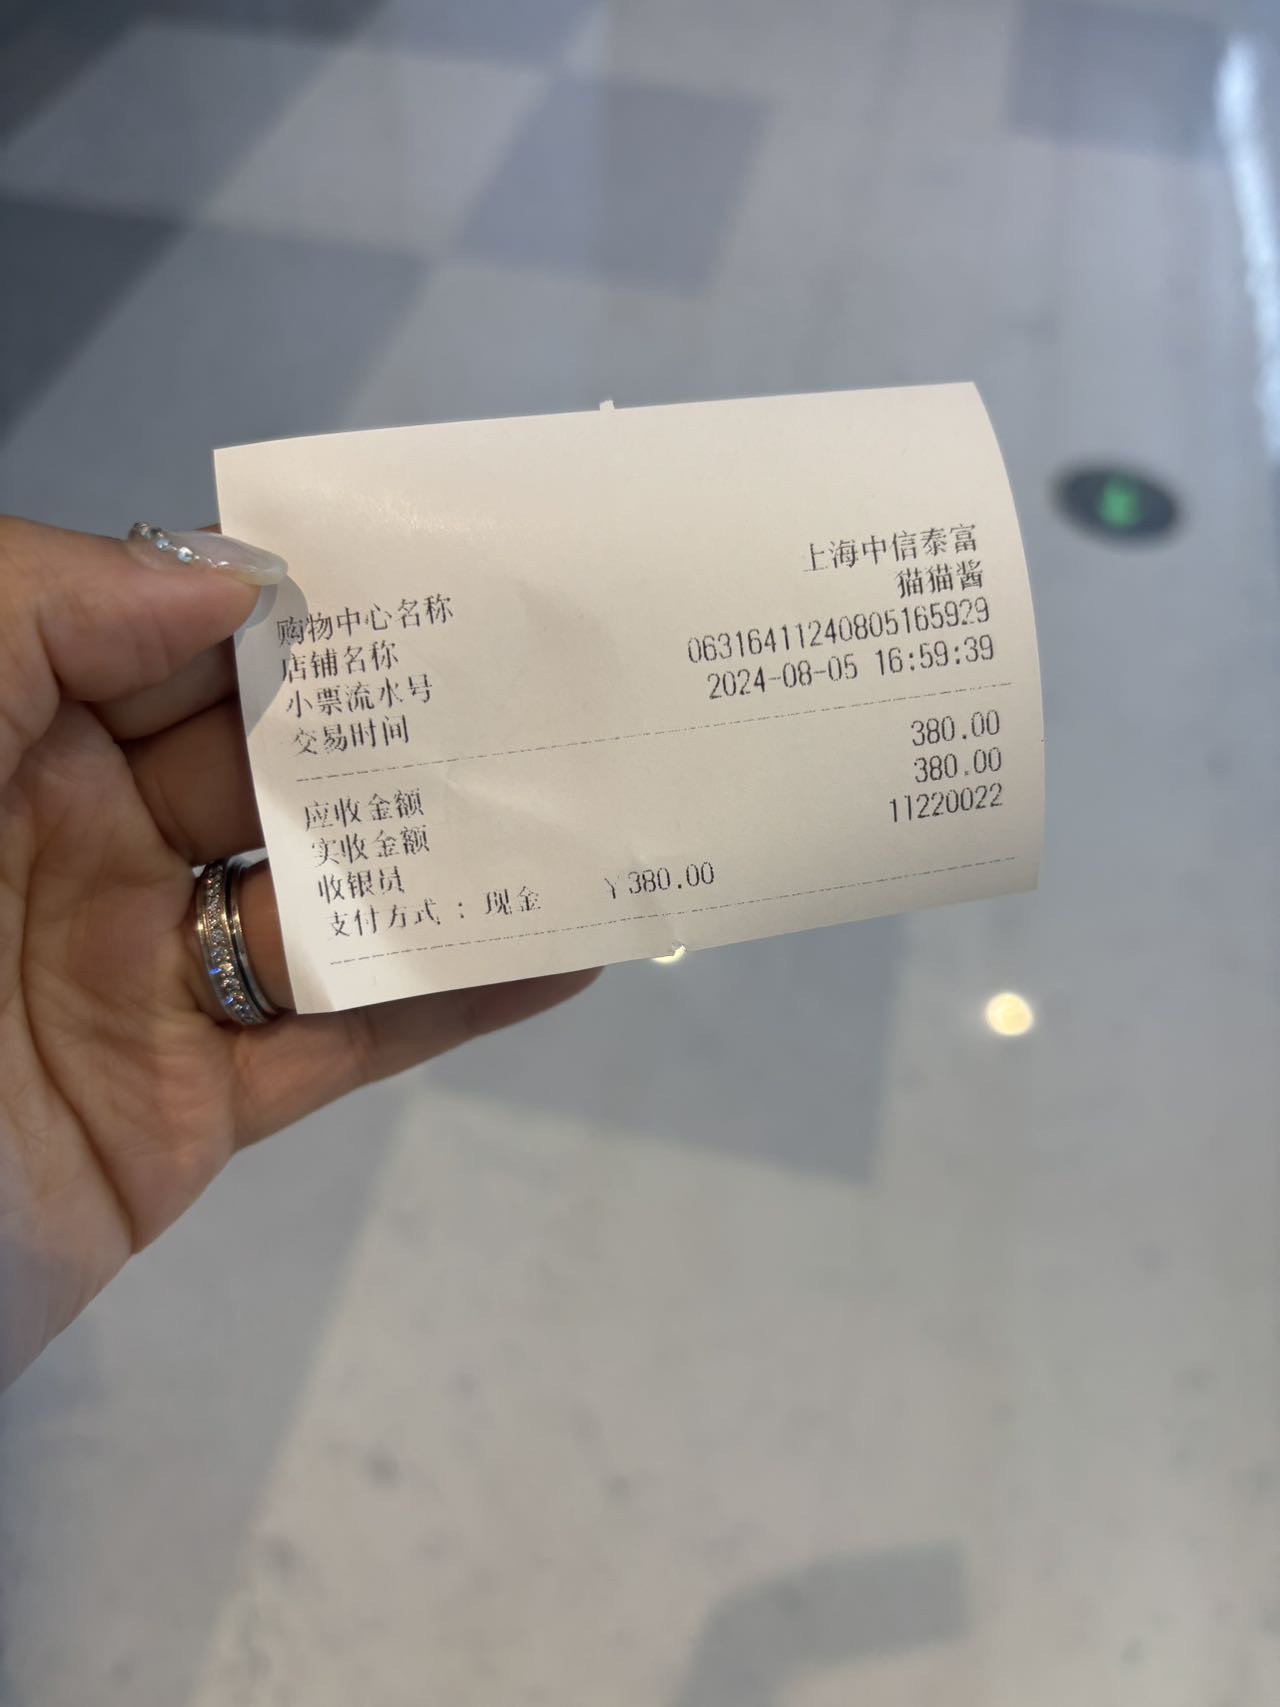 购物中心名称 上海中信泰富
店铺名称 猫猫酱
小票流水号 06316411240805165929
交易时间 2024-08-05 16:59:39
应收金额 380.00
实收金额 380.00
收银员 11220022
支付方式：现金 ¥380.00